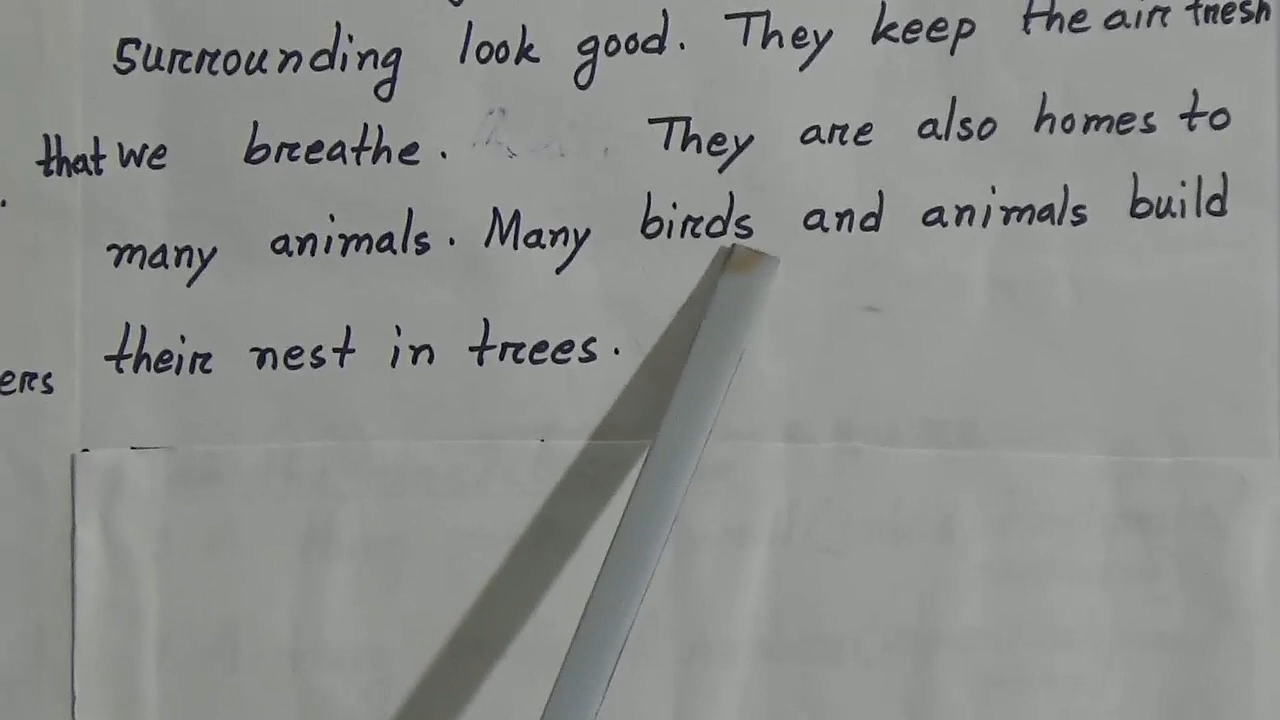 surrounding look good. They keep the air fresh
that we breathe. They are also homes to
many animals. Many birds and animals build
their nest in trees.
ers